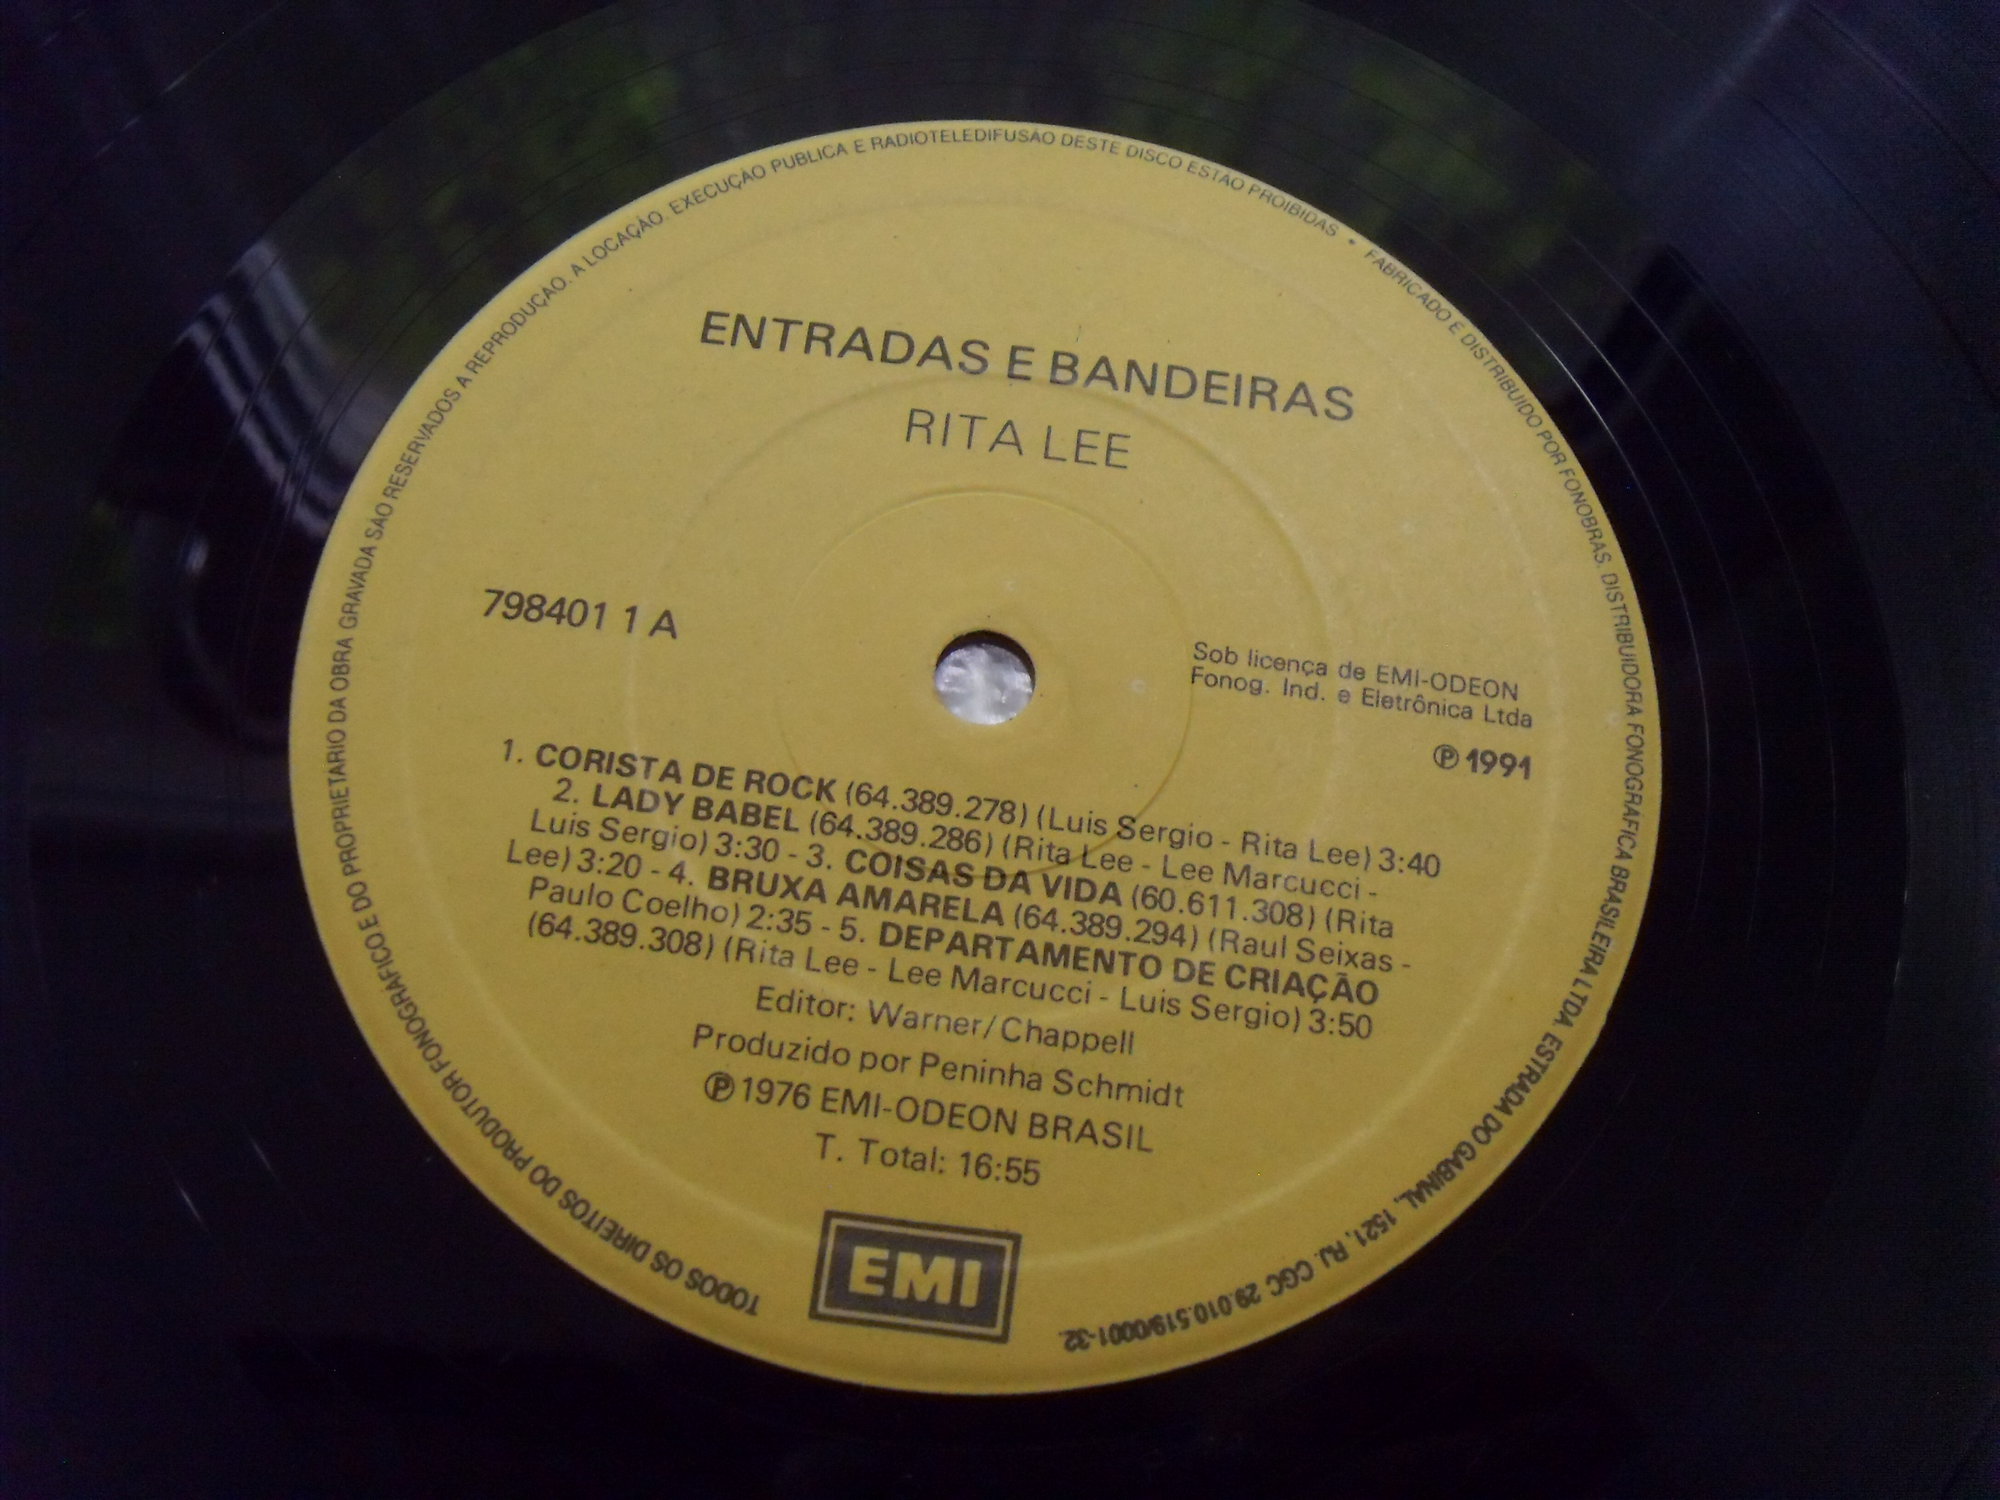 ENTRADAS E BANDEIRAS
RITA LEE
798401 1 A
Sob licença de EMI-ODEON
Fonog. Ind. e Eletrônica Ltda
℗ 1991
1. CORISTA DE ROCK (64.389.278) (Luis Sergio - Rita Lee) 3:40
2. LADY BABEL (64.389.286) (Rita Lee - Lee Marcucci -
Luis Sergio) 3:30 - 3. COISAS DA VIDA (60.611.308) (Rita
Lee) 3:20 - 4. BRUXA AMARELA (64.389.294) (Raul Seixas -
Paulo Coelho) 2:35 - 5. DEPARTAMENTO DE CRIAÇÃO
(64.389.308) (Rita Lee - Lee Marcucci - Luis Sergio) 3:50
Editor: Warner/Chappell
Produzido por Peninha Schmidt
℗ 1976 EMI-ODEON BRASIL
T. Total: 16:55
EMI
TODOS OS DIREITOS DO PRODUTOR FONOGRAFICO E DO PROPRIETARIO DA OBRA GRAVADA SAO RESERVADOS A REPRODUÇAO. A LOCAÇAO. EXECUÇAO PUBLICA E RADIOTELEDIFUSAO DESTE DISCO ESTAO PROIBIDAS • FABRICADO E DISTRIBUIDO POR FONOBRAS. DISTRIBUIDORA FONOGRAFICA BRASILEIRA LTDA. ESTRADA DO GABINAL, 1521, RJ. CGC 29.010.519/0001-32.